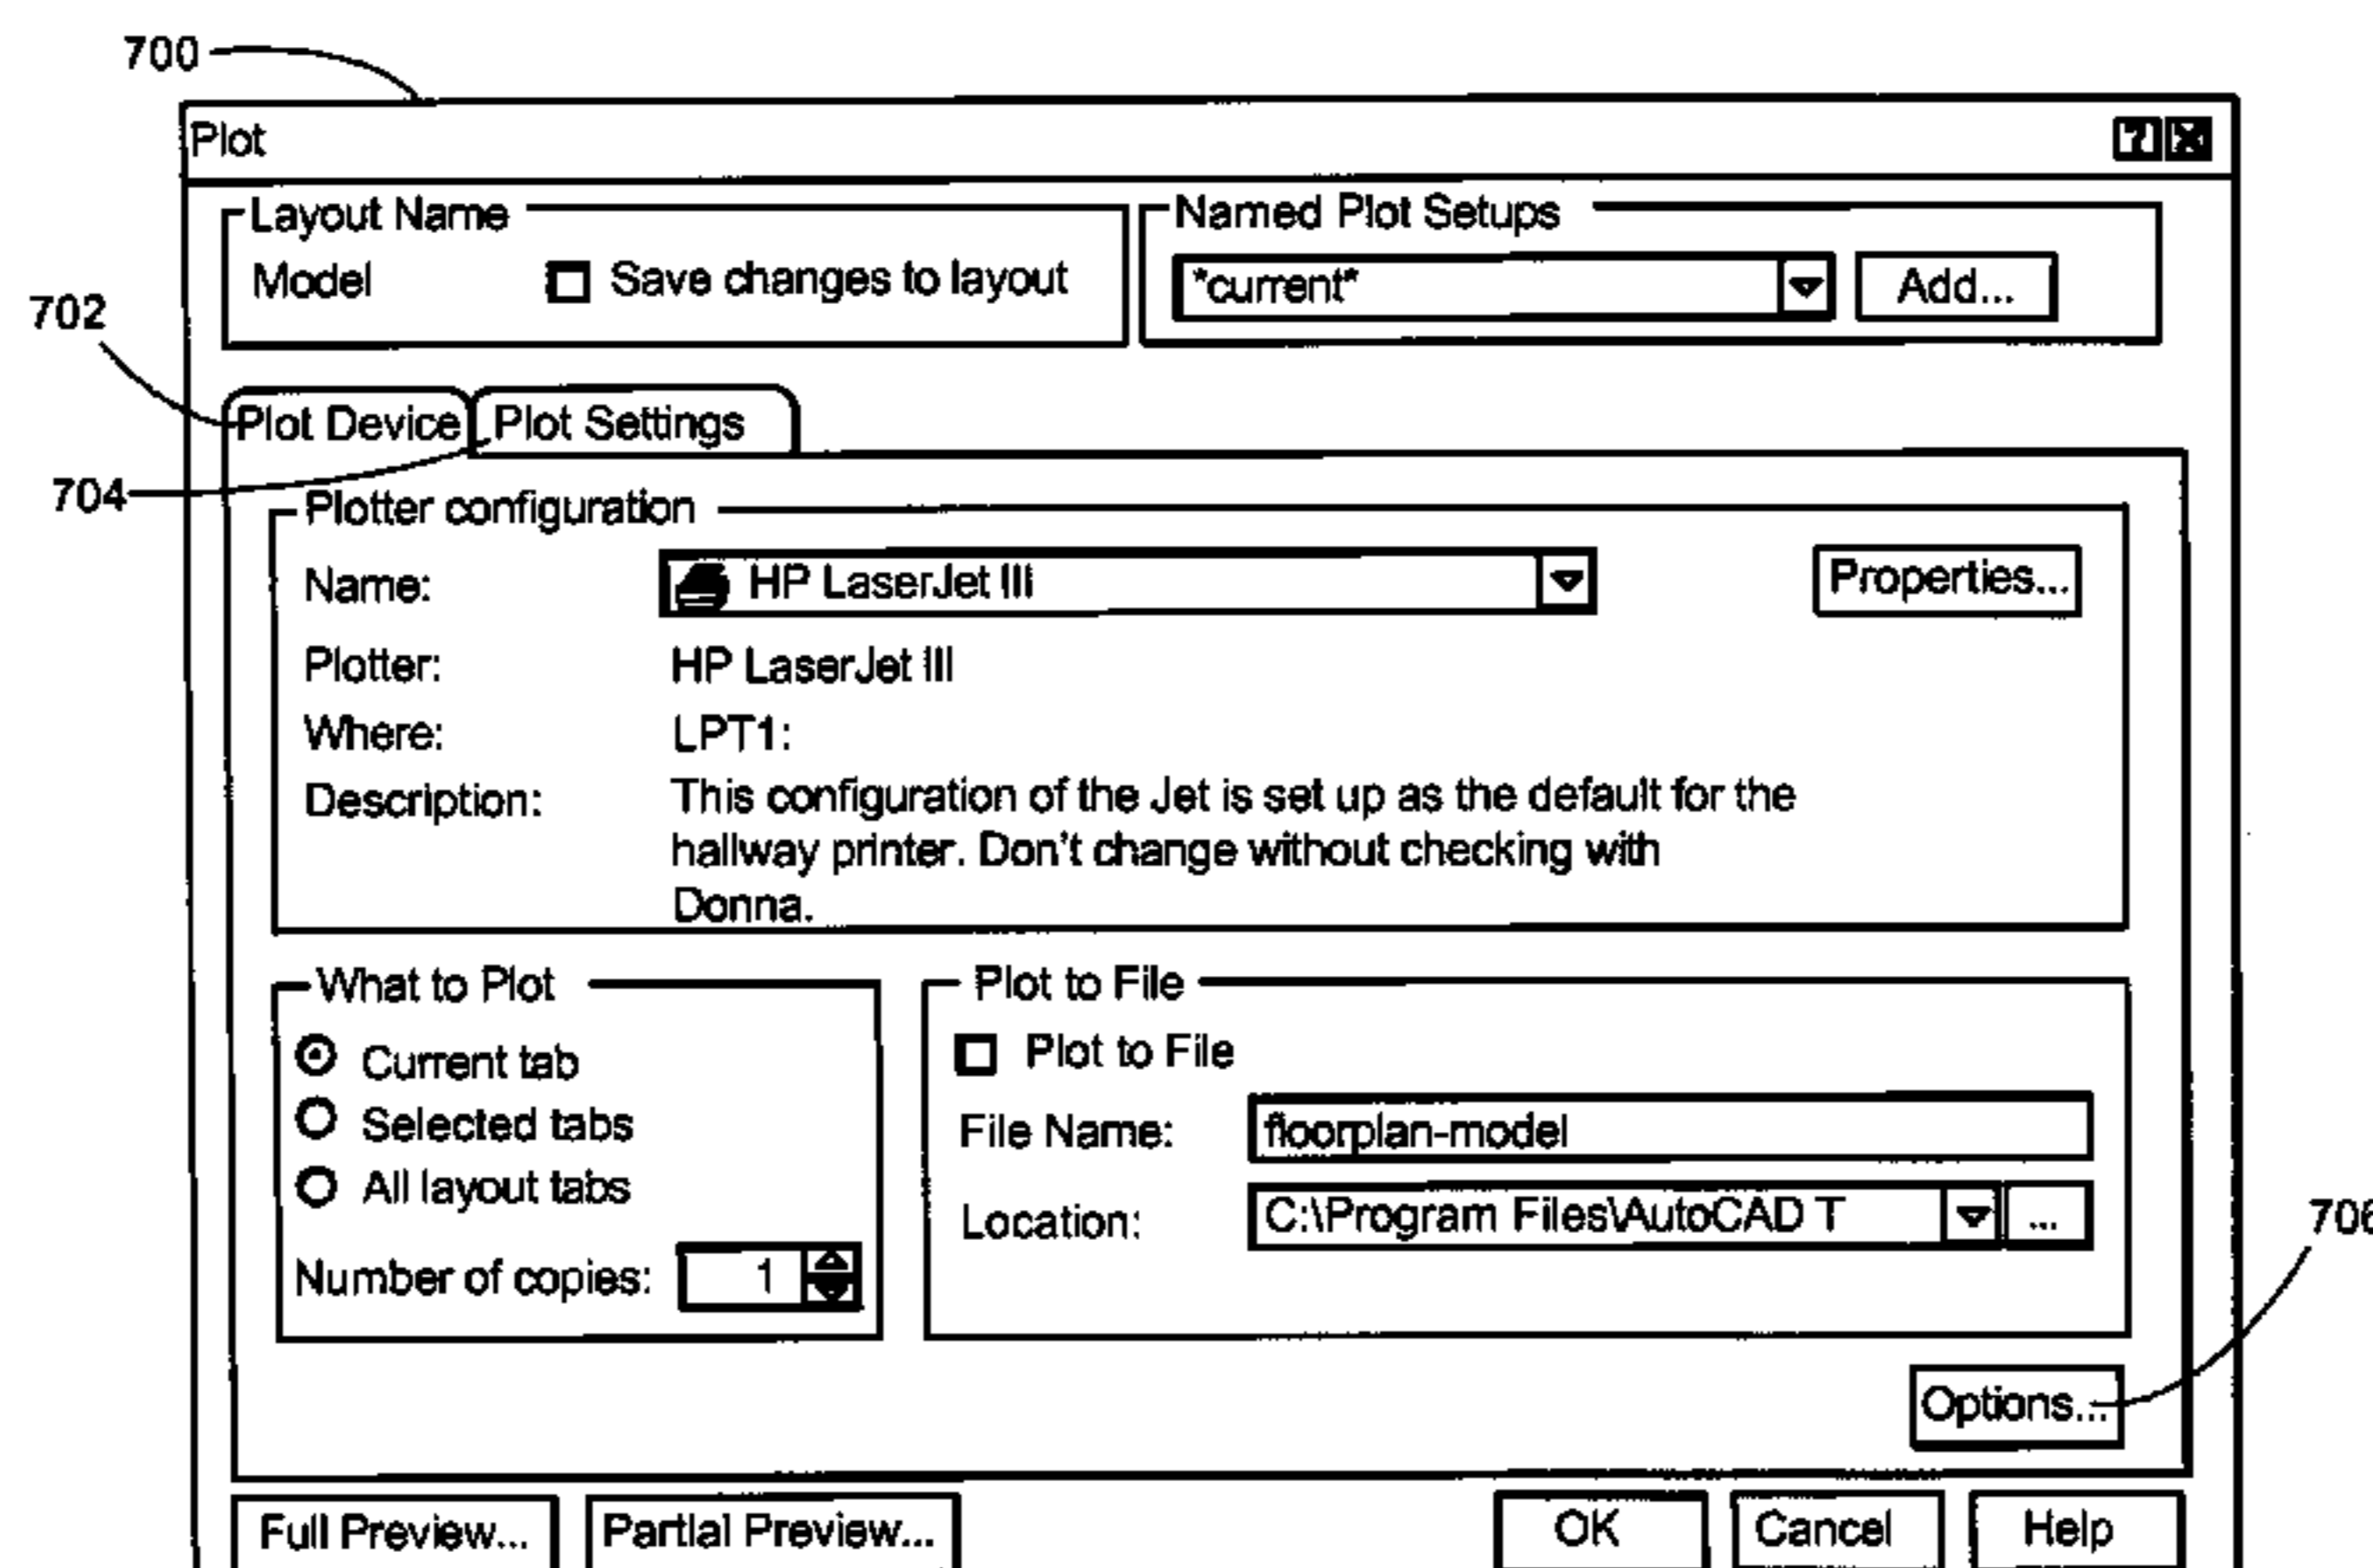 700
Plot
Layout Name
Named Plot Setups
Model Save changes to layout
*current* Add...
702
Plot Device Plot Settings
704
Plotter configuration
Name: HP LaserJet III Properties...
Plotter: HP LaserJet III
Where: LPT1:
Description: This configuration of the Jet is set up as the default for the
hallway printer. Don't change without checking with
Donna.
What to Plot
Current tab
Selected tabs
All layout tabs
Number of copies: 1
Plot to File
Plot to File
File Name: floorplan-model
Location: C:\Program Files\AutoCAD T ...
706
Options...
Full Preview... Partial Preview... OK Cancel Help